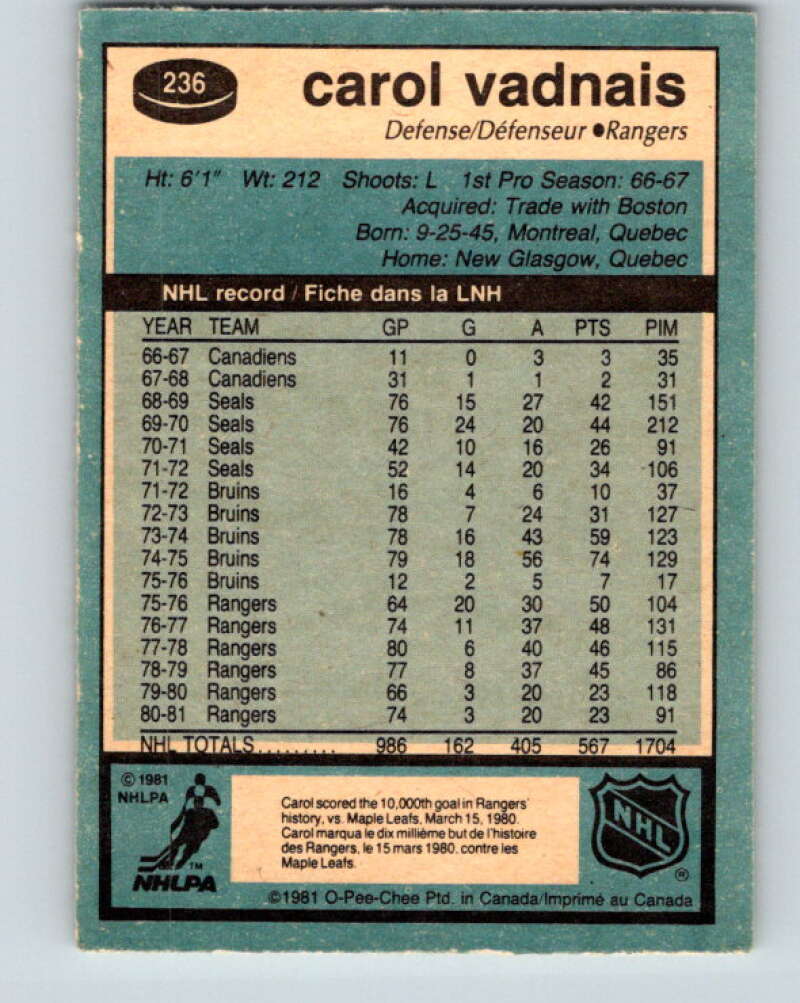 236
carol vadnais
Defense/Défenseur ●Rangers
Ht: 6'1" Wt: 212 Shoots: L 1st Pro Season: 66-67
Acquired: Trade with Boston
Born: 9-25-45, Montreal, Quebec
Home: New Glasgow, Quebec
NHL record / Fiche dans la LNH
YEAR TEAM GP G A PTS PIM
66-67 Canadiens 11 0 3 3 35
67-68 Canadiens 31 1 1 2 31
68-69 Seals 76 15 27 42 151
69-70 Seals 76 24 20 44 212
70-71 Seals 42 10 16 26 91
71-72 Seals 52 14 20 34 106
71-72 Bruins 16 4 6 10 37
72-73 Bruins 78 7 24 31 127
73-74 Bruins 78 16 43 59 123
74-75 Bruins 79 18 56 74 129
75-76 Bruins 12 2 5 7 17
75-76 Rangers 64 20 30 50 104
76-77 Rangers 74 11 37 48 131
77-78 Rangers 80 6 40 46 115
78-79 Rangers 77 8 37 45 86
79-80 Rangers 66 3 20 23 118
80-81 Rangers 74 3 20 23 91
NHL TOTALS......... 986 162 405 567 1704
© 1981
NHLPA
TM
NHLPA
Carol scored the 10,000th goal in Rangers'
history, vs. Maple Leafs, March 15, 1980.
Carol marqua le dix millième but de l'histoire
des Rangers, le 15 mars 1980, contre les
Maple Leafs.
NHL
®
©1981 O-Pee-Chee Ptd. in Canada/Imprimé au Canada